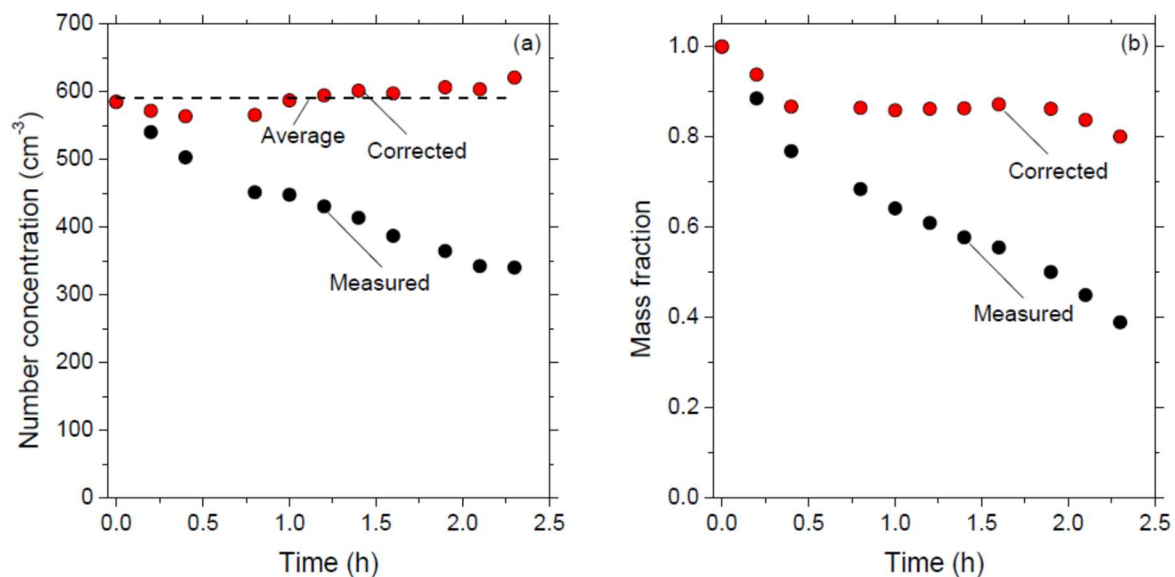 (a)
Number concentration (cm⁻³)
700
600
500
400
300
200
100
0
Average
Corrected
Measured
0.0 0.5 1.0 1.5 2.0 2.5
Time (h)
(b)
Mass fraction
1.0
0.8
0.6
0.4
0.2
0.0
Corrected
Measured
0.0 0.5 1.0 1.5 2.0 2.5
Time (h)